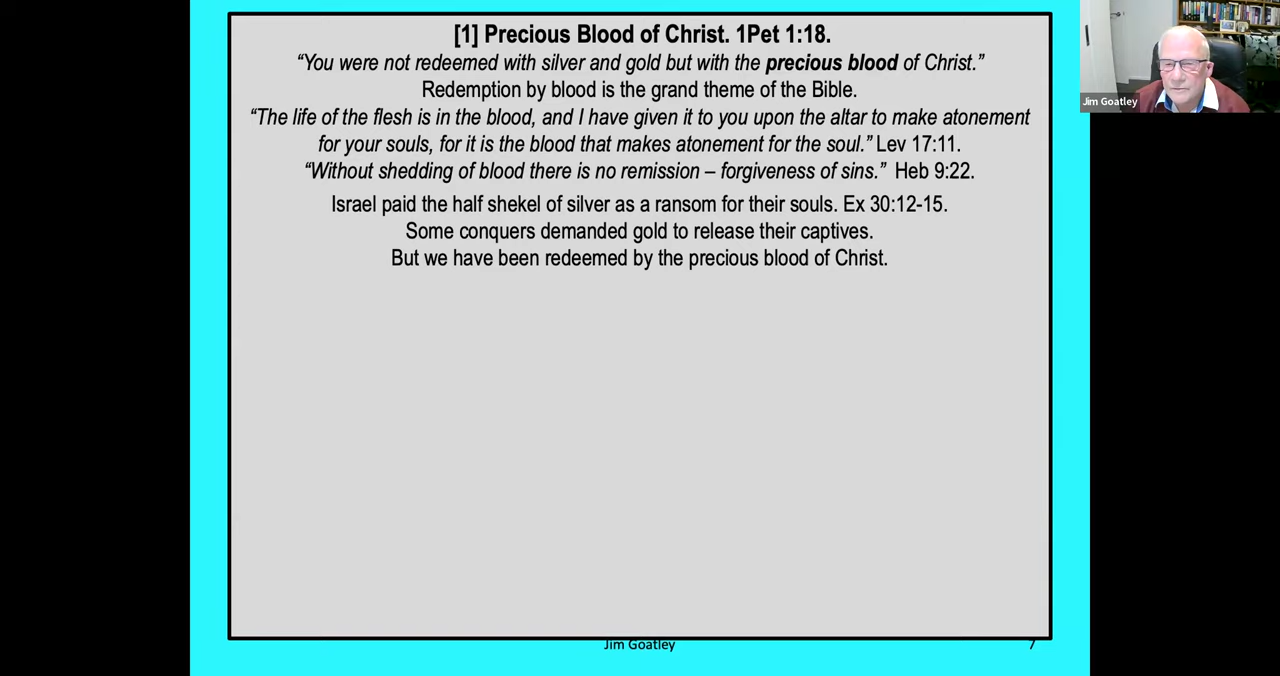 [1] Precious Blood of Christ. 1Pet 1:18.
“You were not redeemed with silver and gold but with the precious blood of Christ.”
Redemption by blood is the grand theme of the Bible.
“The life of the flesh is in the blood, and I have given it to you upon the altar to make atonement
for your souls, for it is the blood that makes atonement for the soul.” Lev 17:11.
“Without shedding of blood there is no remission – forgiveness of sins.” Heb 9:22.
Israel paid the half shekel of silver as a ransom for their souls. Ex 30:12-15.
Some conquers demanded gold to release their captives.
But we have been redeemed by the precious blood of Christ.
Jim Goatley
7
Jim Goatley